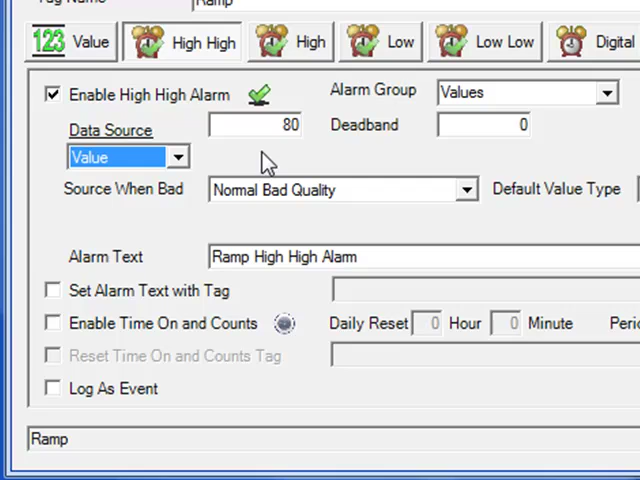 Tag Name Ramp
123 Value High High High Low Low Low Digital
Enable High High Alarm Alarm Group Values
Data Source 80 Deadband 0
Value
Source When Bad Normal Bad Quality Default Value Type
Alarm Text Ramp High High Alarm
Set Alarm Text with Tag
Enable Time On and Counts Daily Reset 0 Hour 0 Minute
Reset Time On and Counts Tag
Log As Event
Ramp